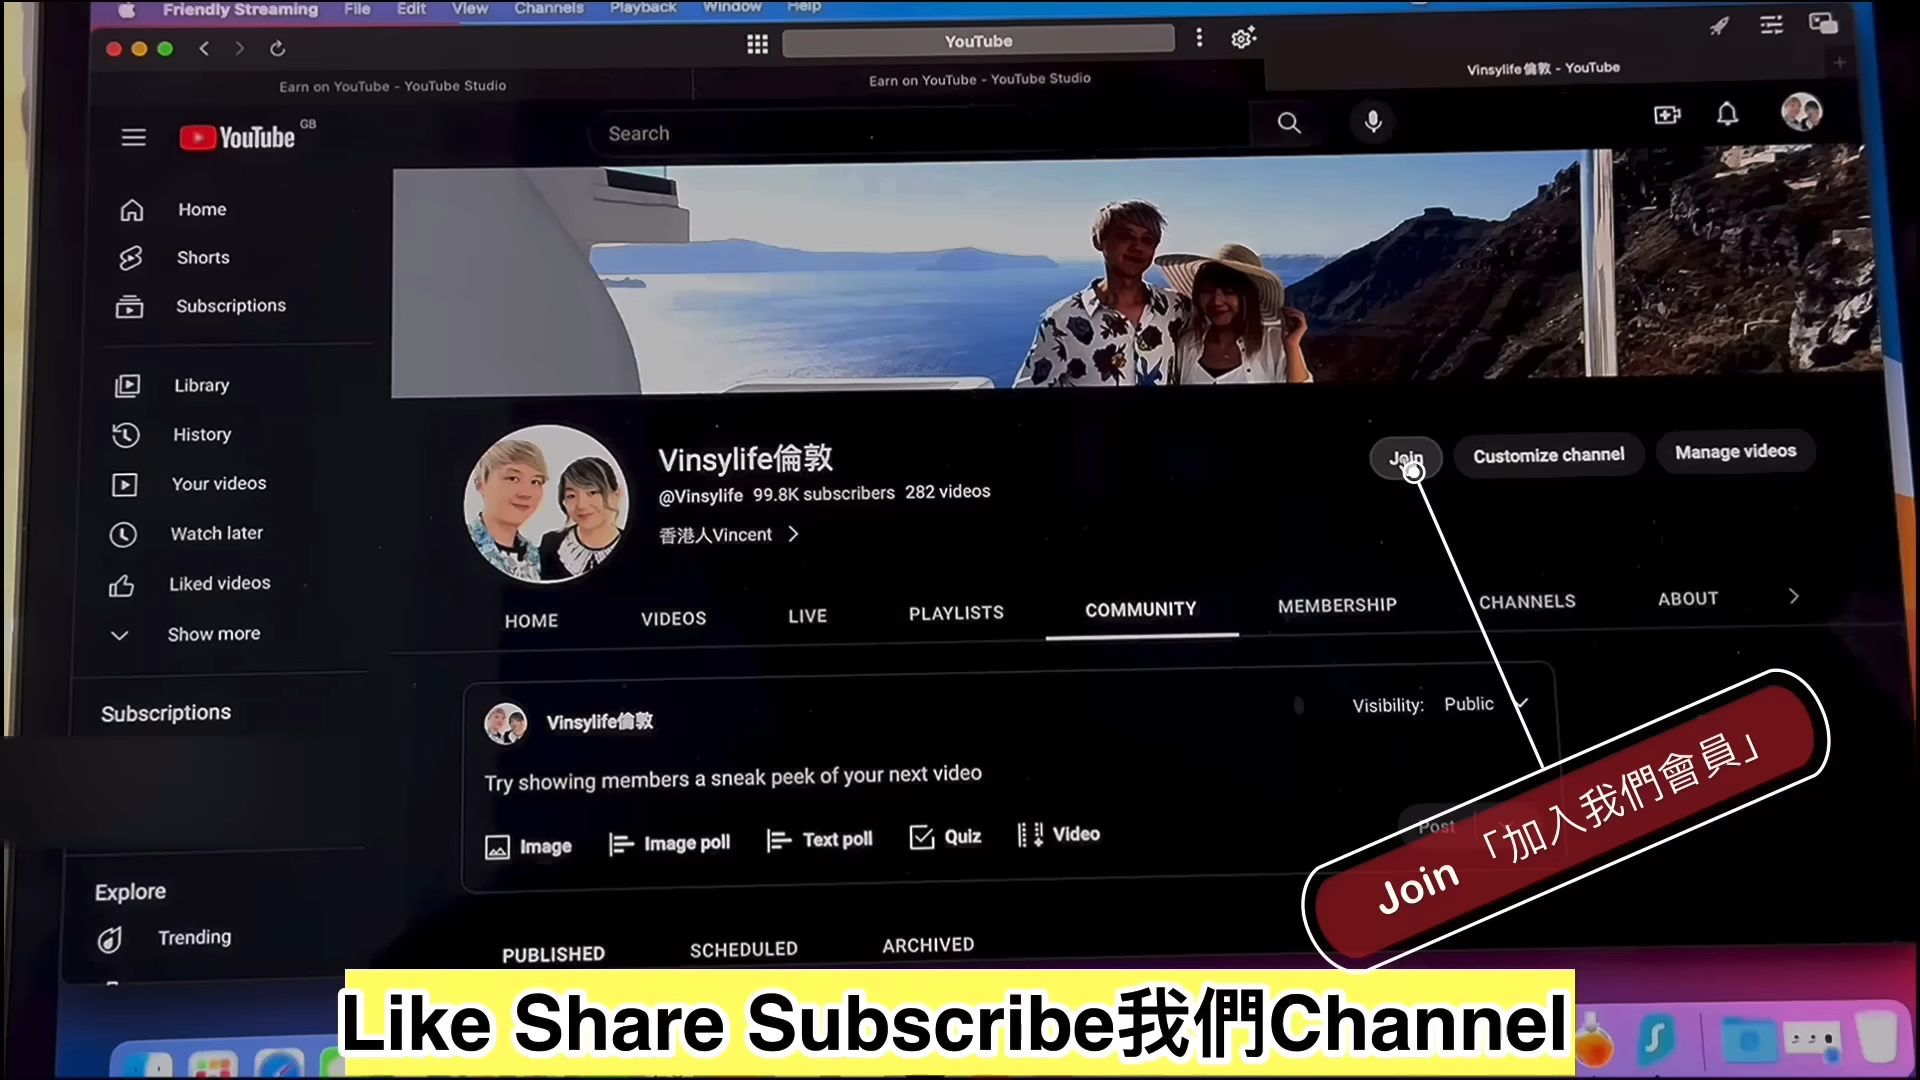 Friendly Streaming File Edit View Channels Playback Window Help
YouTube
Earn on YouTube - YouTube Studio
Earn on YouTube - YouTube Studio
Vinsylife倫敦 - YouTube
YouTube GB
Search
Home
Shorts
Subscriptions
Library
History
Your videos
Watch later
Liked videos
Show more
Subscriptions
Explore
Trending
Vinsylife倫敦
@Vinsylife 99.8K subscribers 282 videos
香港人Vincent
Join
Customize channel
Manage videos
HOME VIDEOS LIVE PLAYLISTS COMMUNITY MEMBERSHIP CHANNELS ABOUT
Vinsylife倫敦
Visibility: Public
Try showing members a sneak peek of your next video
Image Image poll Text poll Quiz Video
Post
Join「加入我們會員」
PUBLISHED SCHEDULED ARCHIVED
Like Share Subscribe我們Channel